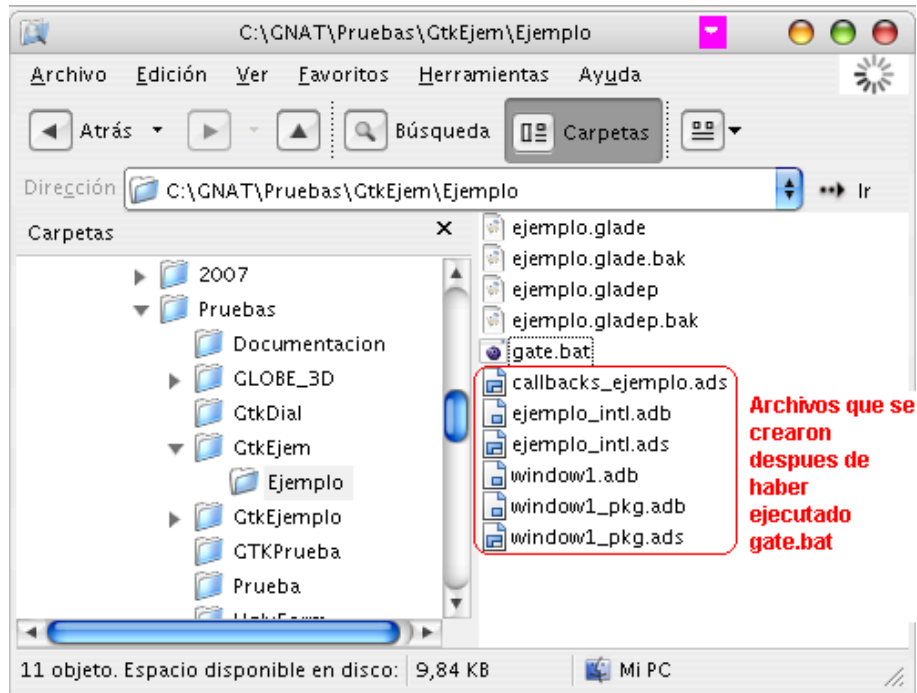 C:\GNAT\Pruebas\GtkEjem\Ejemplo
Archivo Edición Ver Favoritos Herramientas Ayuda
Atrás Búsqueda Carpetas
Dirección C:\GNAT\Pruebas\GtkEjem\Ejemplo Ir
Carpetas
2007
Pruebas
Documentacion
GLOBE_3D
GtkDial
GtkEjem
Ejemplo
GtkEjemplo
GTKPrueba
Prueba
ejemplo.glade
ejemplo.glade.bak
ejemplo.gladep
ejemplo.gladep.bak
gate.bat
callbacks_ejemplo.ads
ejemplo_intl.adb
ejemplo_intl.ads
window1.adb
window1_pkg.adb
window1_pkg.ads
Archivos que se
crearon
despues de
haber
ejecutado
gate.bat
11 objeto. Espacio disponible en disco: 9,84 KB Mi PC